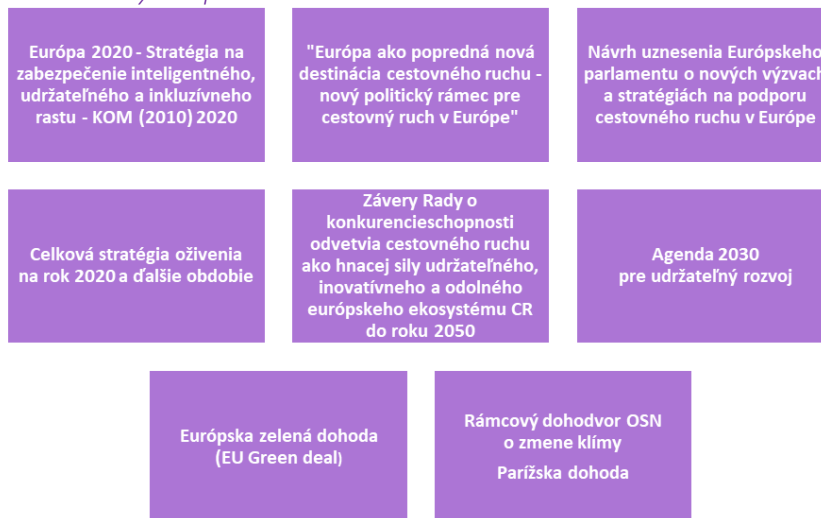 Európa 2020 - Stratégia na
zabezpečenie inteligentného,
udržateľného a inkluzívneho
rastu - KOM (2010) 2020
"Európa ako popredná nová
destinácia cestovného ruchu -
nový politický rámec pre
cestovný ruch v Európe"
Návrh uznesenia Európskeho
parlamentu o nových výzvach
a stratégiách na podporu
cestovného ruchu v Európe
Celková stratégia oživenia
na rok 2020 a ďalšie obdobie
Závery Rady o
konkurencieschopnosti
odvetvia cestovného ruchu
ako hnacej sily udržateľného,
inovatívneho a odolného
európskeho ekosystému CR
do roku 2050
Agenda 2030
pre udržateľný rozvoj
Európska zelená dohoda
(EU Green deal)
Rámcový dohodvor OSN
o zmene klímy
Parížska dohoda